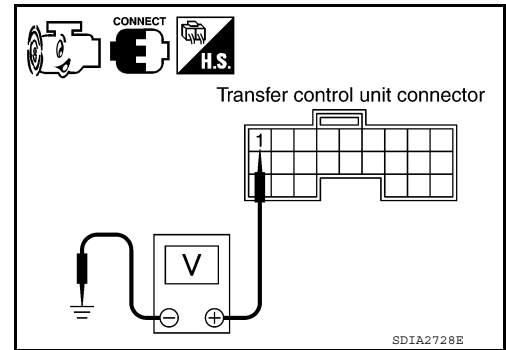 CONNECT
H.S.
Transfer control unit connector
1
V
− +
SDIA2728E